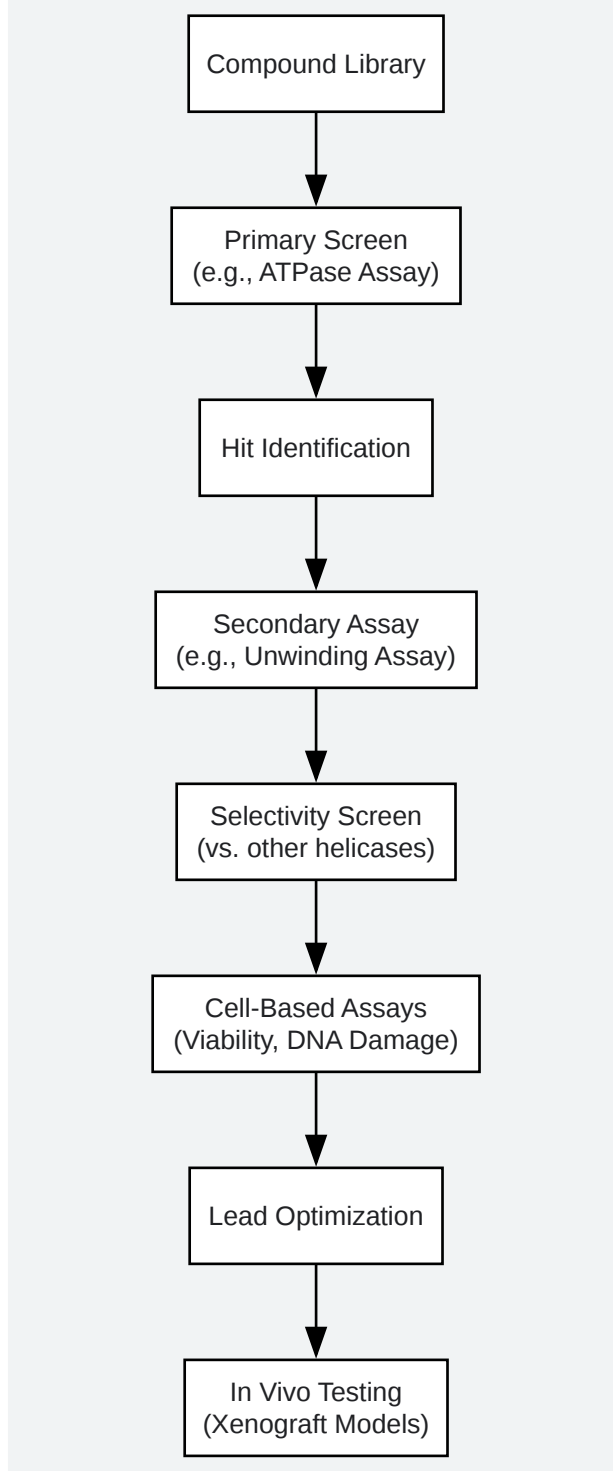 Compound Library
Primary Screen
(e.g., ATPase Assay)
Hit Identification
Secondary Assay
(e.g., Unwinding Assay)
Selectivity Screen
(vs. other helicases)
Cell-Based Assays
(Viability, DNA Damage)
Lead Optimization
In Vivo Testing
(Xenograft Models)